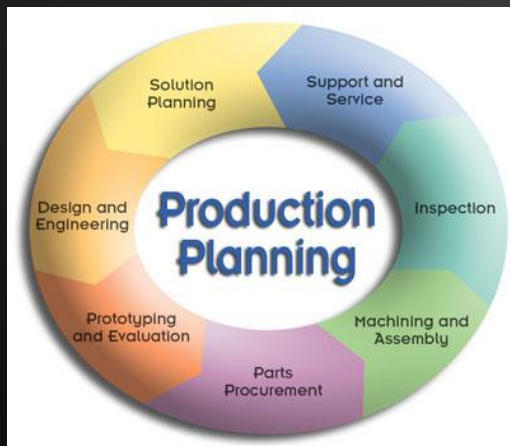 Production
Planning
Solution
Planning
Design and
Engineering
Prototyping
and Evaluation
Parts
Procurement
Machining and
Assembly
Inspection
Support and
Service